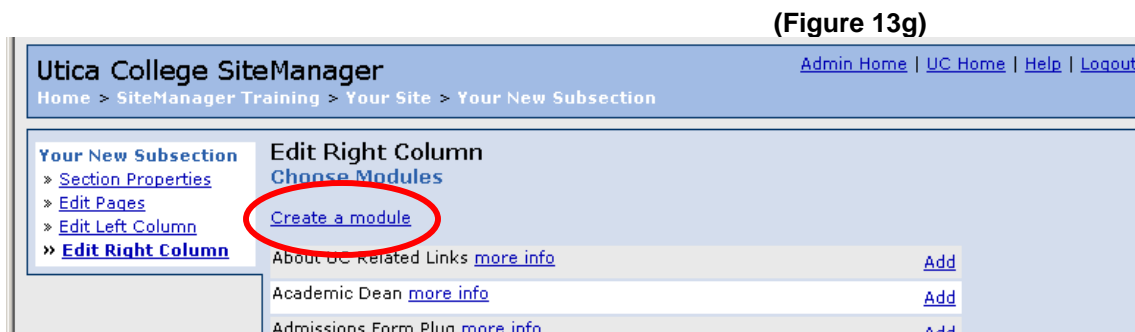 (Figure 13g)
Utica College SiteManager
Admin Home | UC Home | Help | Logout
Home > SiteManager Training > Your Site > Your New Subsection
Your New Subsection
» Section Properties
» Edit Pages
» Edit Left Column
» Edit Right Column
Edit Right Column
Choose Modules
Create a module
About UC Related Links more info Add
Academic Dean more info Add
Admissions Form Plug more info Add